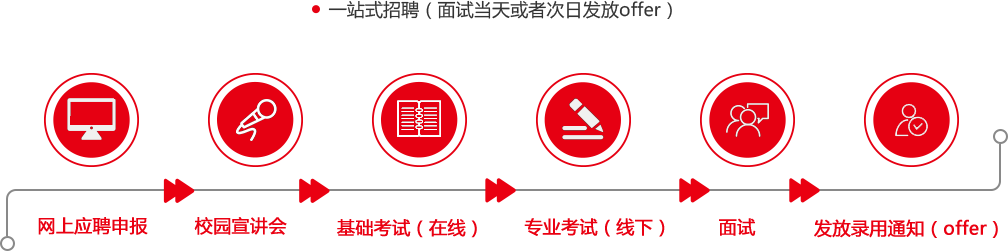 一站式招聘（面试当天或者次日发放offer）
网上应聘申报
校园宣讲会
基础考试（在线）
专业考试（线下）
面试
发放录用通知（offer）